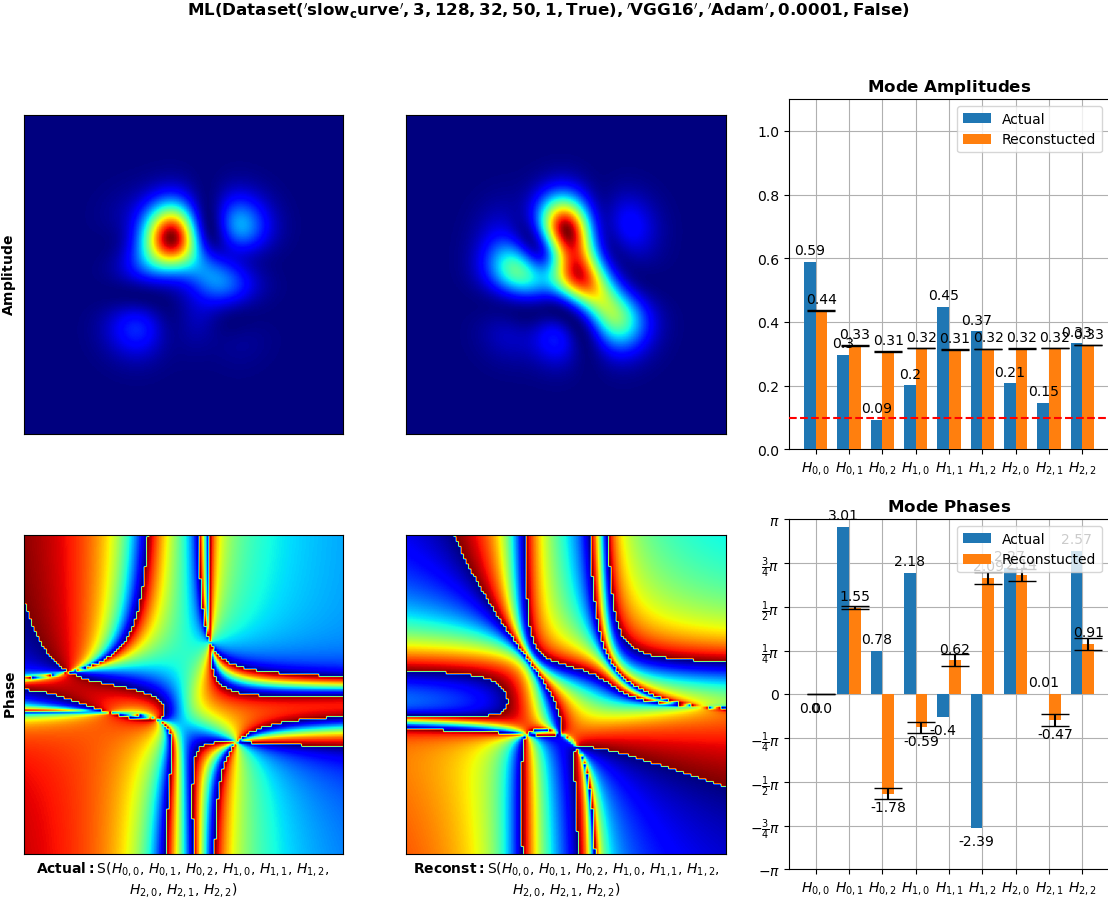 ML(Dataset('slow_curve', 3, 128, 32, 50, 1, True), 'VGG16', 'Adam', 0.0001, False)
Amplitude
Mode Amplitudes
Actual
Reconstucted
1.0
0.8
0.6
0.4
0.2
0.0
0.59
0.44
0.3
0.33
0.09
0.31
0.2
0.32
0.45
0.31
0.37
0.32
0.21
0.32
0.15
0.32
0.33
0.33
H0,0 H0,1 H0,2 H1,0 H1,1 H1,2 H2,0 H2,1 H2,2
Phase
Mode Phases
Actual
Reconstucted
π
3/4π
1/2π
1/4π
0
−1/4π
−1/2π
−3/4π
−π
0.0
0.0
3.01
1.55
0.78
-1.78
2.18
-0.59
-0.4
0.62
-2.39
0.01
-0.47
2.57
0.91
H0,0 H0,1 H0,2 H1,0 H1,1 H1,2 H2,0 H2,1 H2,2
Actual: S(H0,0, H0,1, H0,2, H1,0, H1,1, H1,2,
H2,0, H2,1, H2,2)
Reconst: S(H0,0, H0,1, H0,2, H1,0, H1,1, H1,2,
H2,0, H2,1, H2,2)